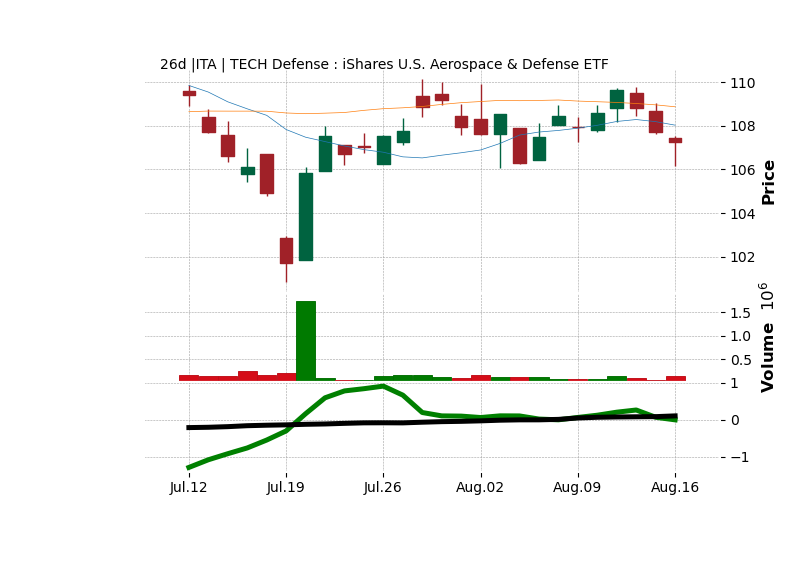 26d |ITA | TECH Defense : iShares U.S. Aerospace & Defense ETF
110
108
106
104
102
Price
1.5
1.0
0.5
Volume 10^6
1
0
−1
Jul.12 Jul.19 Jul.26 Aug.02 Aug.09 Aug.16